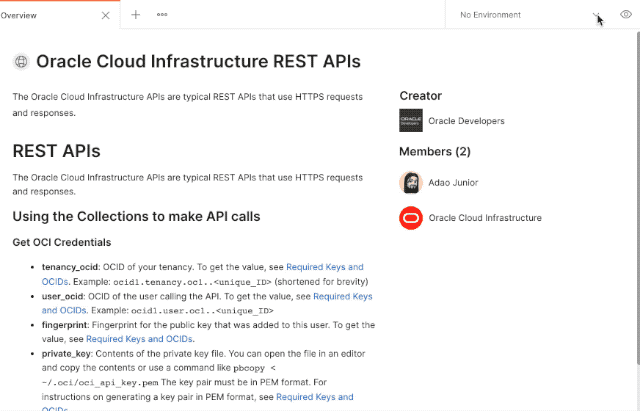 Overview
No Environment
Oracle Cloud Infrastructure REST APIs
The Oracle Cloud Infrastructure APIs are typical REST APIs that use HTTPS requests
and responses.
REST APIs
The Oracle Cloud Infrastructure APIs are typical REST APIs that use HTTPS requests
and responses.
Using the Collections to make API calls
Get OCI Credentials
• tenancy_ocid: OCID of your tenancy. To get the value, see Required Keys and
OCIDs. Example: ocid1.tenancy.oc1..<unique_ID> (shortened for brevity)
• user_ocid: OCID of the user calling the API. To get the value, see Required Keys
and OCIDs. Example: ocid1.user.oc1..<unique_ID>
• fingerprint: Fingerprint for the public key that was added to this user. To get the
value, see Required Keys and OCIDs.
• private_key: Contents of the private key file. You can open the file in an editor
and copy the contents or use a command like pbcopy <
~/.oci/oci_api_key.pem The key pair must be in PEM format. For
instructions on generating a key pair in PEM format, see Required Keys and
OCIDs
Creator
ORACLE
Developers
Oracle Developers
Members (2)
Adao Junior
Oracle Cloud Infrastructure